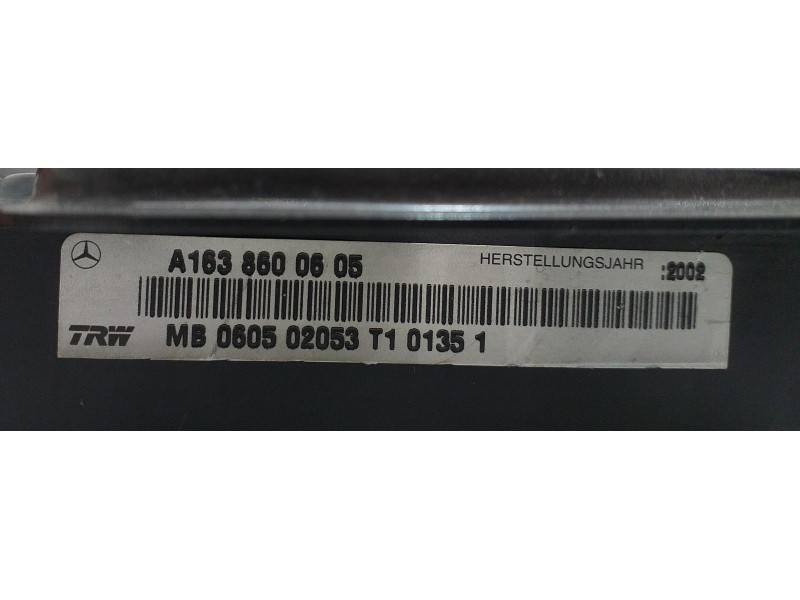 A163 860 06 05
HERSTELLUNGSJAHR :2002
TRW MB 0605 02053 T1 0135 1